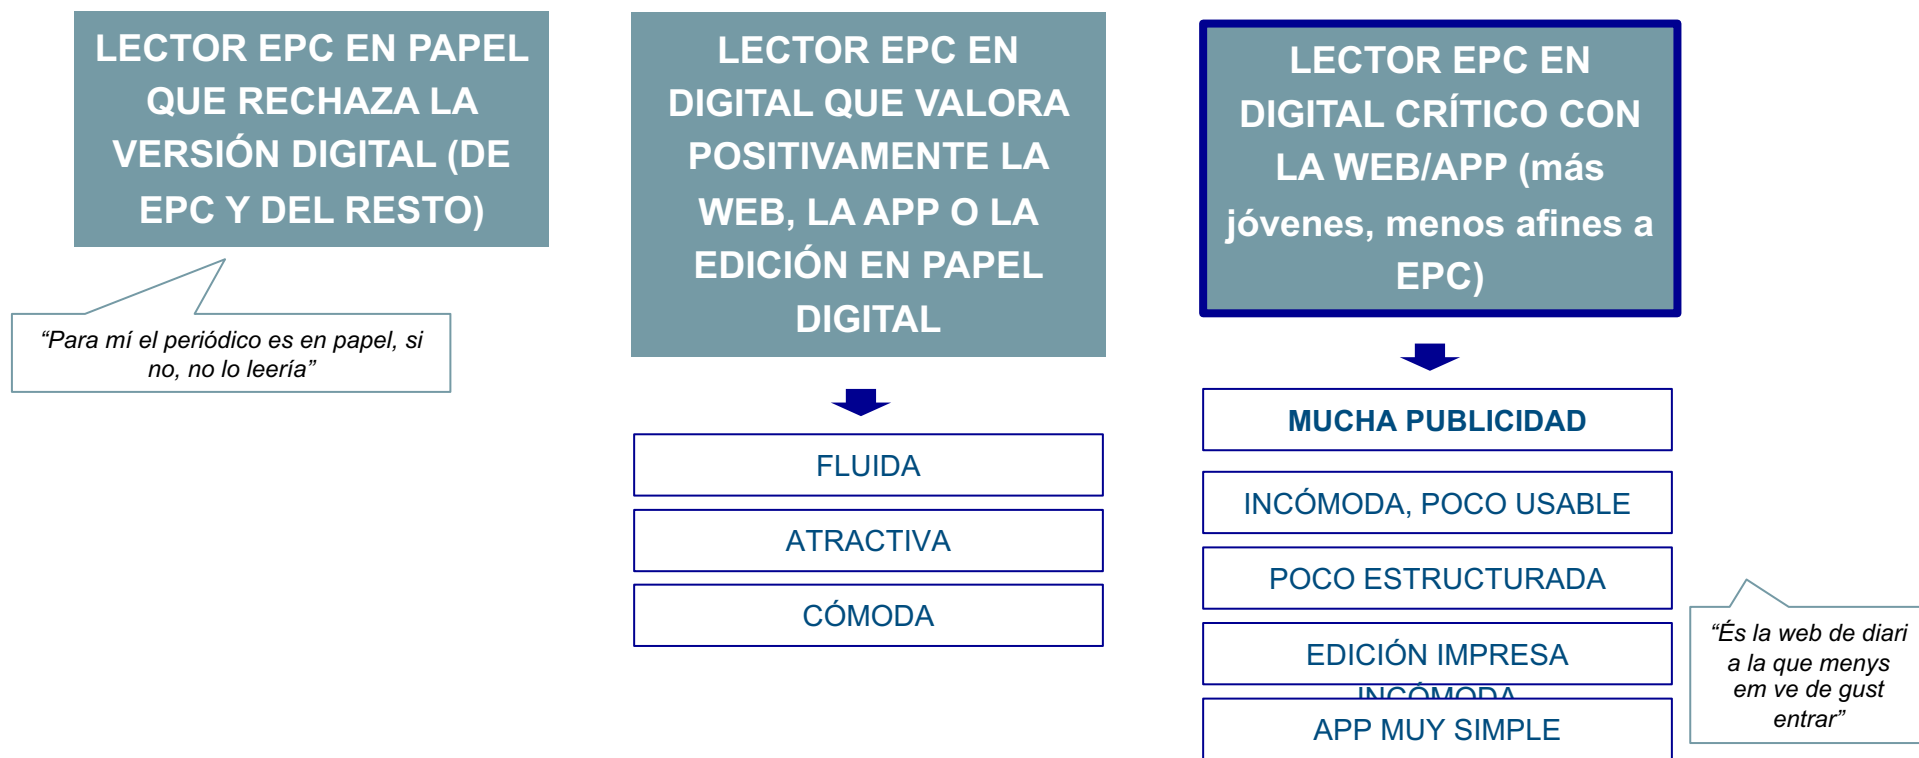 LECTOR EPC EN PAPEL
QUE RECHAZA LA
VERSIÓN DIGITAL (DE
EPC Y DEL RESTO)
“Para mí el periódico es en papel, si
no, no lo leería”
LECTOR EPC EN
DIGITAL QUE VALORA
POSITIVAMENTE LA
WEB, LA APP O LA
EDICIÓN EN PAPEL
DIGITAL
FLUIDA
ATRACTIVA
CÓMODA
LECTOR EPC EN
DIGITAL CRÍTICO CON
LA WEB/APP (más
jóvenes, menos afines a
EPC)
MUCHA PUBLICIDAD
INCÓMODA, POCO USABLE
POCO ESTRUCTURADA
EDICIÓN IMPRESA
INCÓMODA
APP MUY SIMPLE
“És la web de diari
a la que menys
em ve de gust
entrar”